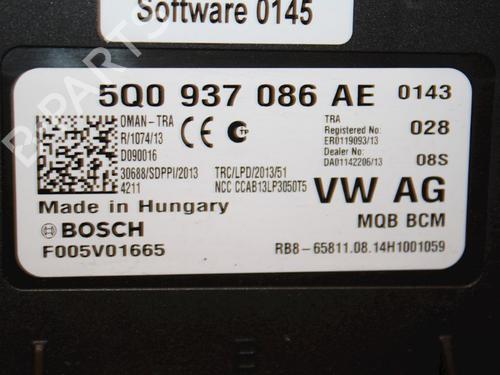 Software 0145
5Q0 937 086 AE 0143
OMAN-TRA
R/1074/13
D090016
TRA
Registered No:
ER0119093/13
Dealer No:
DA01142206/13
028
08S
30688/SDPPI/2013
4211
TRC/LPD/2013/51
NCC CCAB13LP3050T5
VW AG
Made in Hungary
MQB BCM
BOSCH
F005V01665
RB8-65811.08.14H1001059
B-PARTS